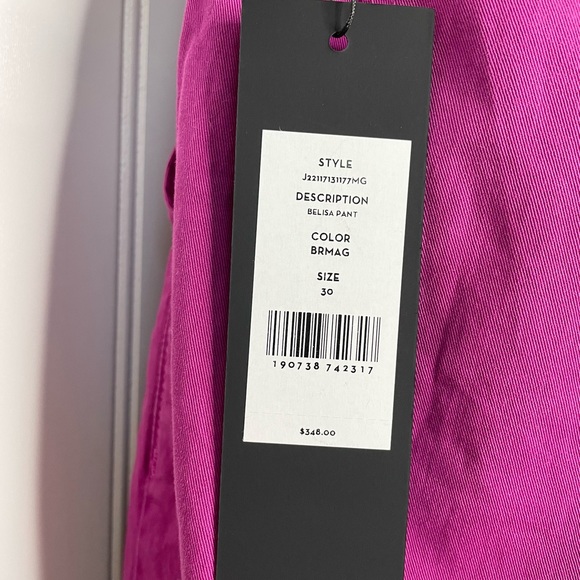 STYLE
J22117131177MG
DESCRIPTION
BELISA PANT
COLOR
BRMAG
SIZE
30
190738 742317
$348.00